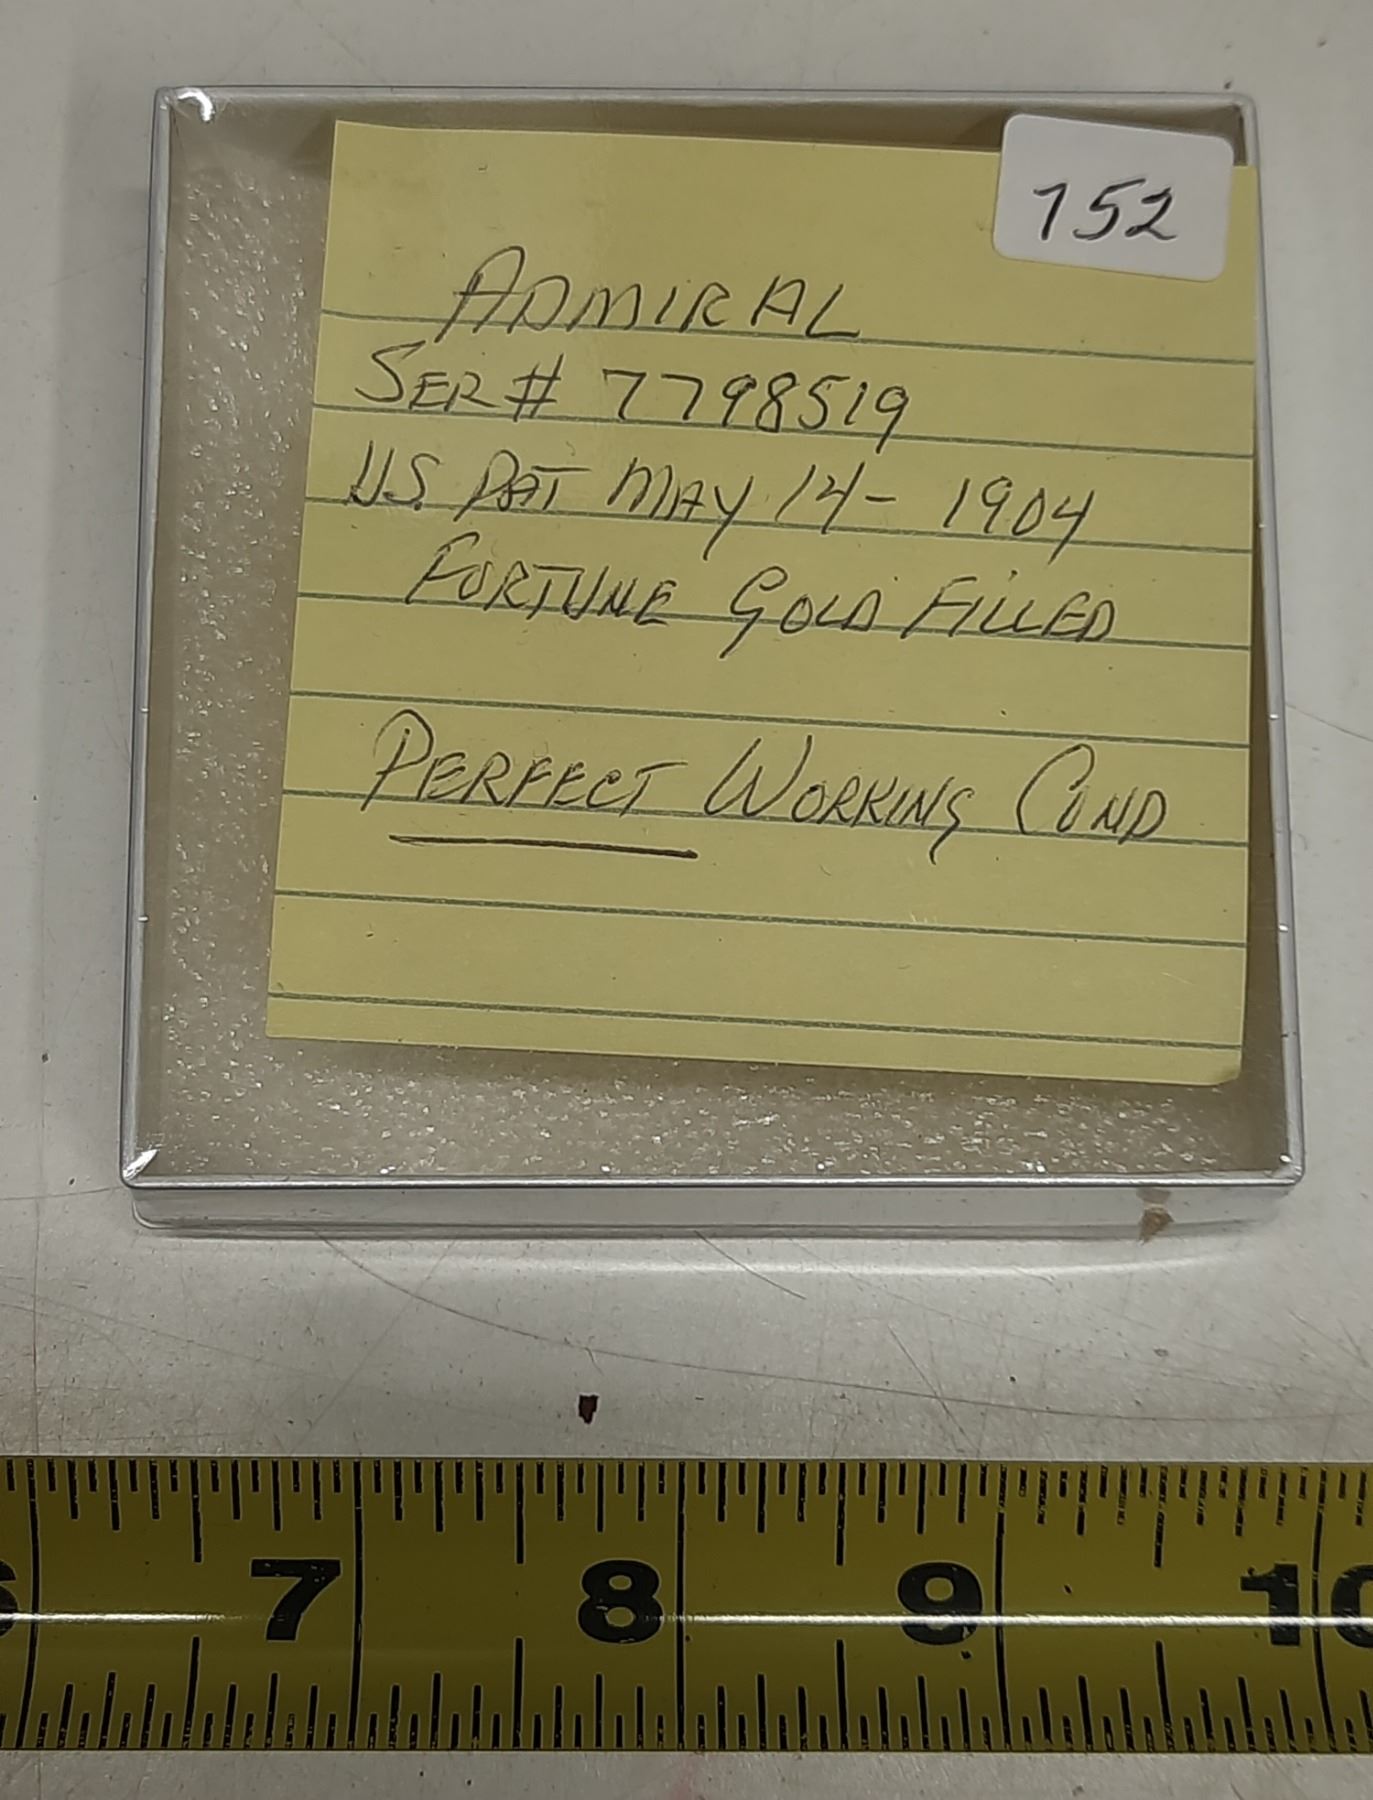 752
ADMIRAL
SER# 7798519
U.S. PAT MAY 14- 1904
FORTUNE GOLD FILLED
PERFECT WORKING COND
7 8 9 10